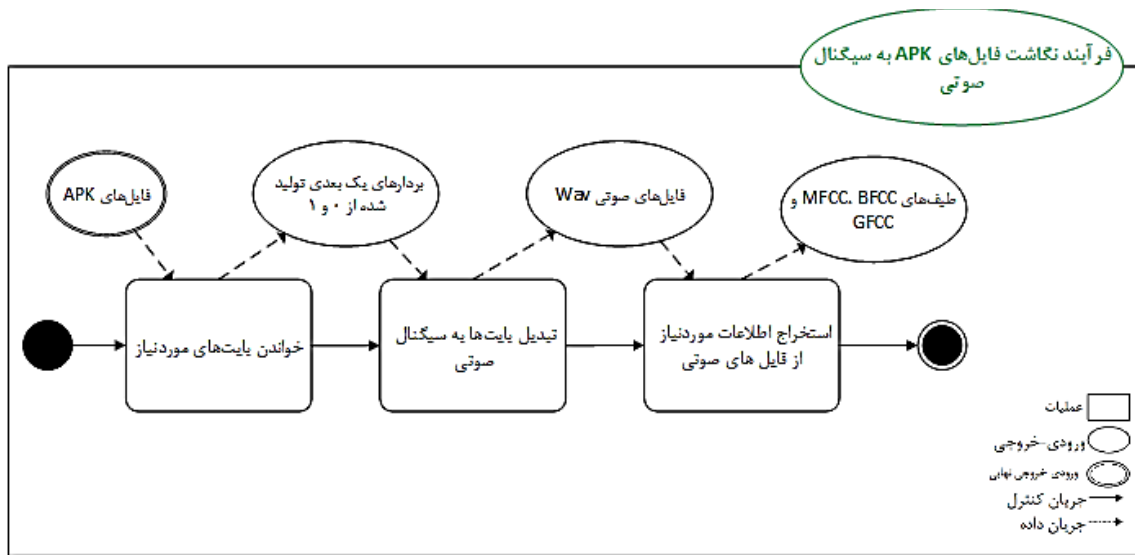 فرآیند نگاشت فایل‌های APK به سیگنال
صوتی
فایل‌های APK
بردارهای یک بعدی تولید
شده از ۰ و ۱
فایل‌های صوتی Wav
طیف‌های MFCC، BFCC و
GFCC
خواندن بایت‌های موردنیاز
تبدیل بایت‌ها به سیگنال
صوتی
استخراج اطلاعات موردنیاز
از فایل های صوتی
عملیات
ورودی-خروجی
ورودی خروجی نهایی
جریان کنترل
جریان داده